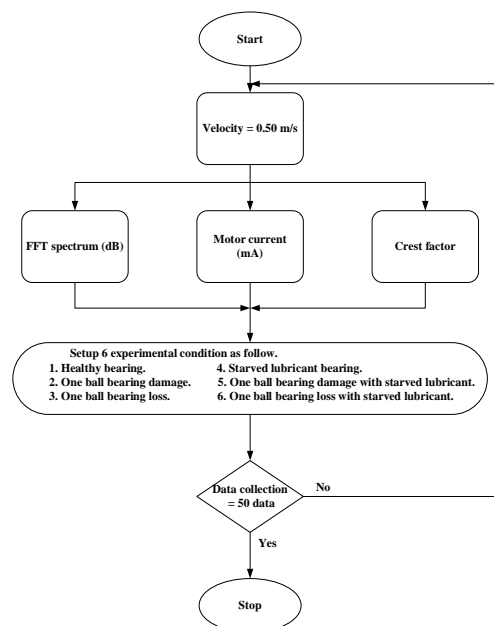 Start
Velocity = 0.50 m/s
FFT spectrum (dB)
Motor current
(mA)
Crest factor
Setup 6 experimental condition as follow.
1. Healthy bearing.
4. Starved lubricant bearing.
2. One ball bearing damage.
5. One ball bearing damage with starved lubricant.
3. One ball bearing loss.
6. One ball bearing loss with starved lubricant.
Data collection
= 50 data
No
Yes
Stop